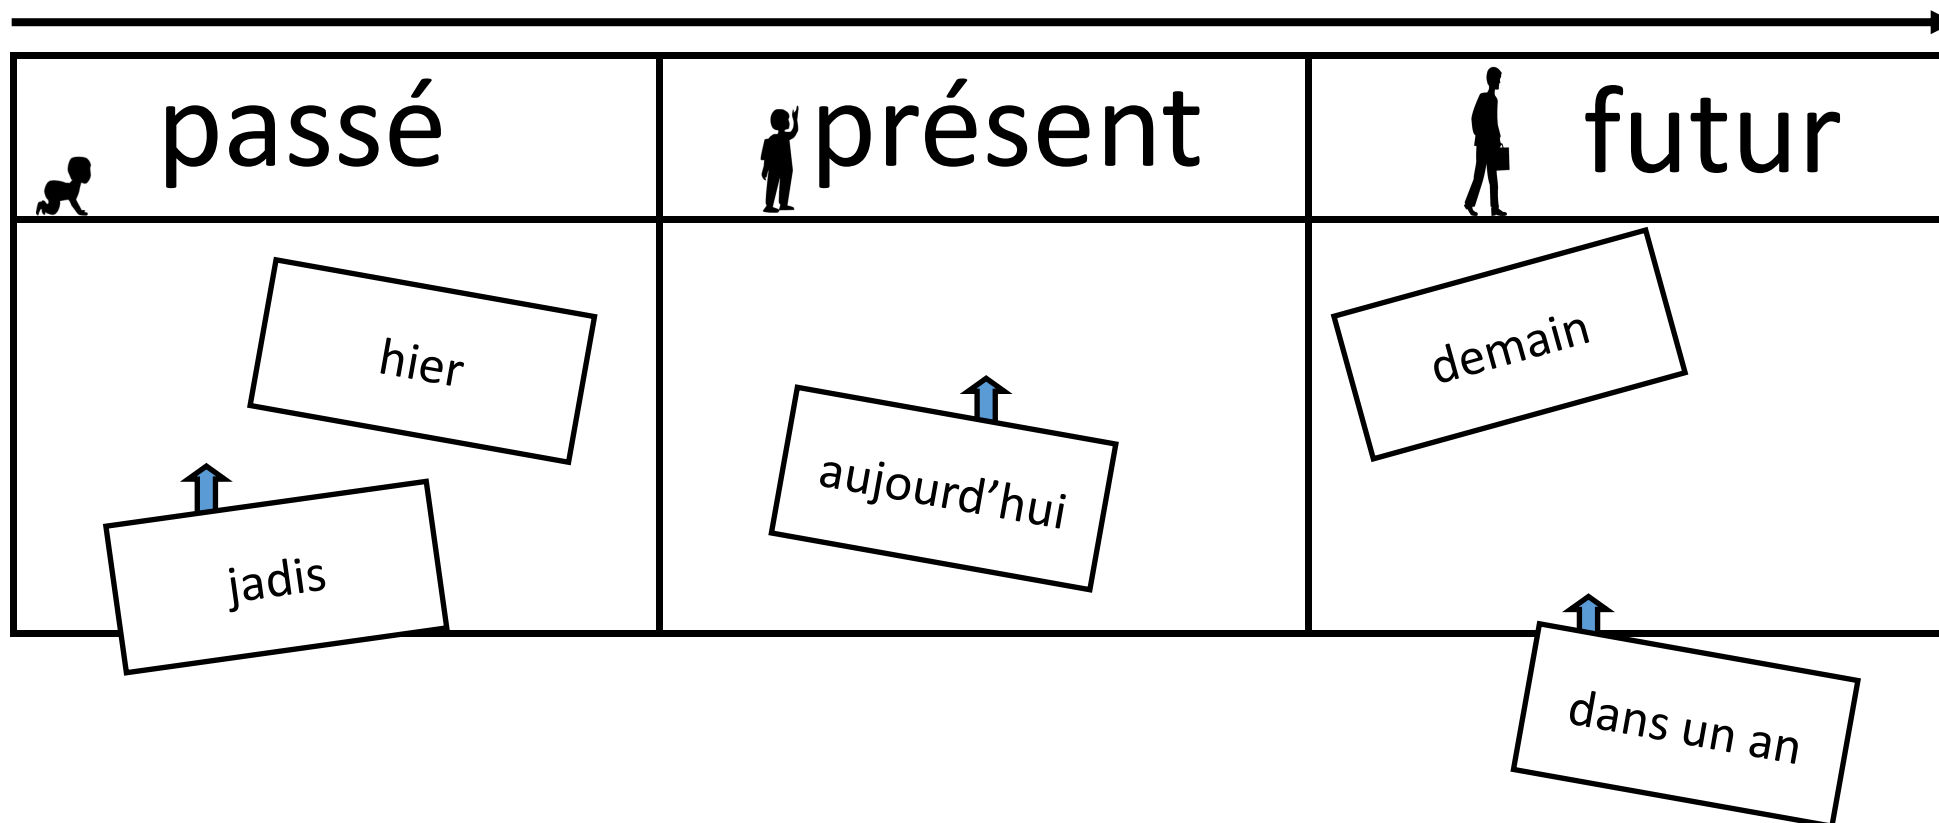 passé
présent
futur
hier
demain
aujourd’hui
jadis
dans un an